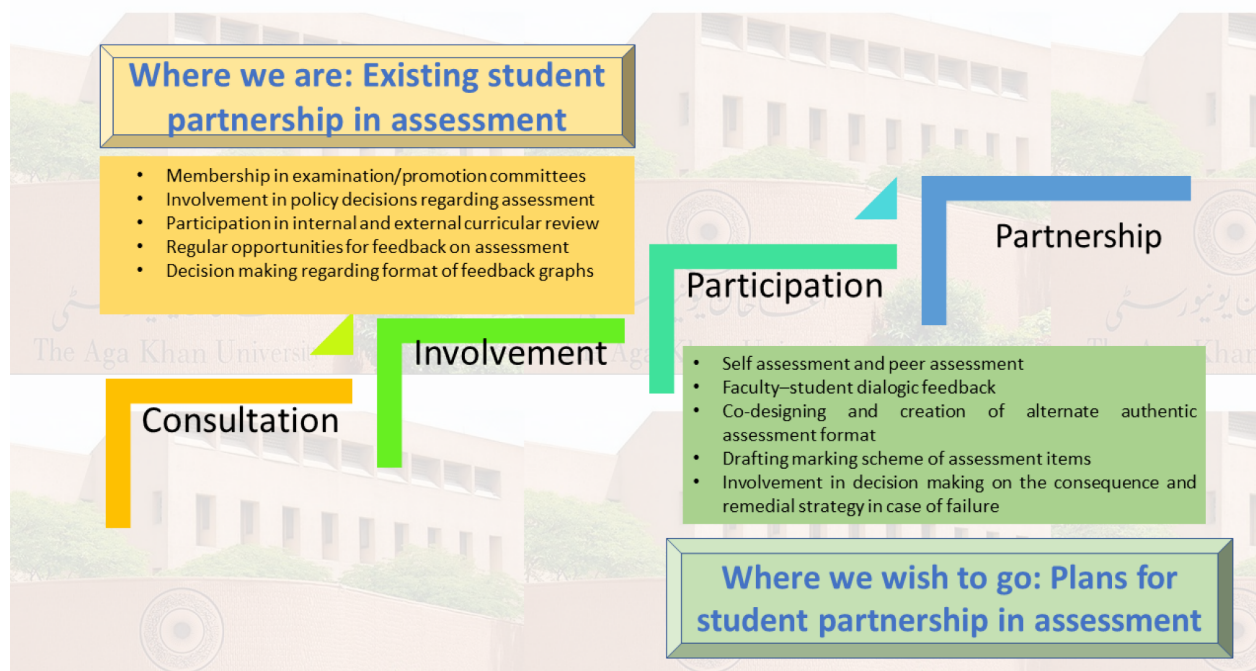 Where we are: Existing student
partnership in assessment
• Membership in examination/promotion committees
• Involvement in policy decisions regarding assessment
• Participation in internal and external curricular review
• Regular opportunities for feedback on assessment
• Decision making regarding format of feedback graphs
Consultation
Involvement
Participation
Partnership
• Self assessment and peer assessment
• Faculty–student dialogic feedback
• Co-designing and creation of alternate authentic
assessment format
• Drafting marking scheme of assessment items
• Involvement in decision making on the consequence and
remedial strategy in case of failure
Where we wish to go: Plans for
student partnership in assessment
The Aga Khan University